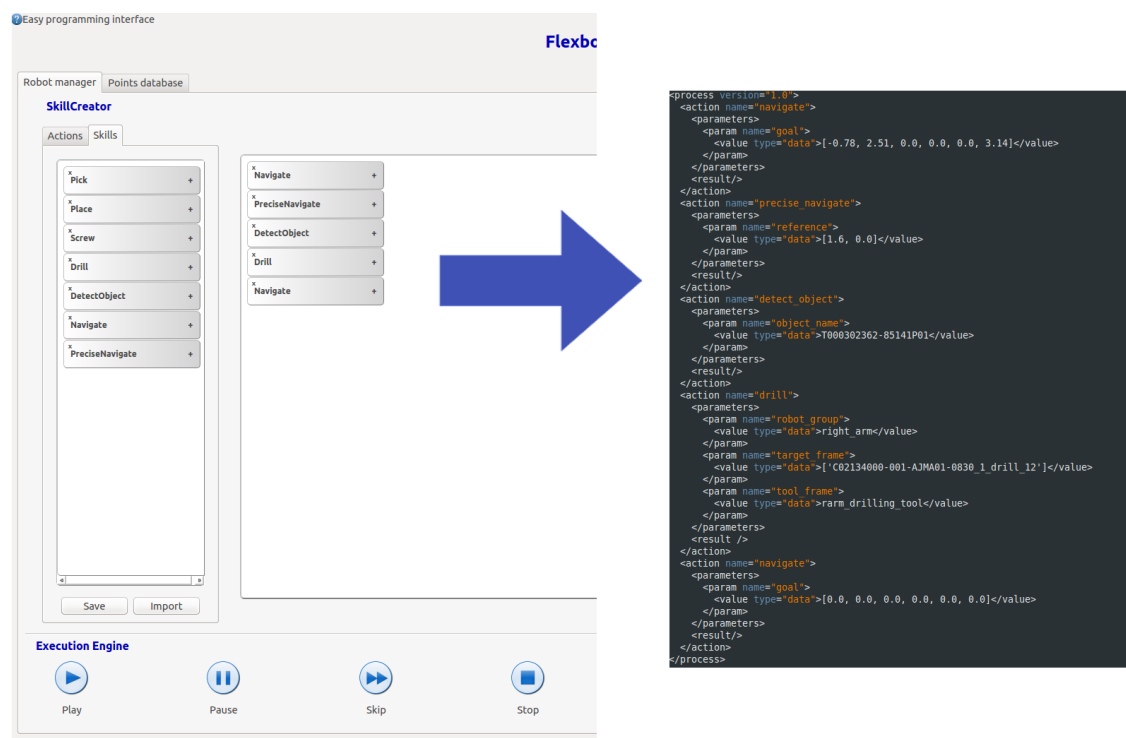 Easy programming interface
Flexbo
Robot manager Points database
SkillCreator
Actions Skills
x
Pick +
x
Place +
x
Screw +
x
Drill +
x
DetectObject +
x
Navigate +
x
PreciseNavigate +
Save Import
x
Navigate +
x
PreciseNavigate +
x
DetectObject +
x
Drill +
x
Navigate +
Execution Engine
Play Pause Skip Stop
<process version="1.0">
<action name="navigate">
<parameters>
<param name="goal">
<value type="data">[-0.78, 2.51, 0.0, 0.0, 0.0, 3.14]</value>
</param>
</parameters>
<result/>
</action>
<action name="precise_navigate">
<parameters>
<param name="reference">
<value type="data">[1.6, 0.0]</value>
</param>
</parameters>
<result/>
</action>
<action name="detect_object">
<parameters>
<param name="object_name">
<value type="data">T000302362-85141P01</value>
</param>
</parameters>
<result/>
</action>
<action name="drill">
<parameters>
<param name="robot_group">
<value type="data">right_arm</value>
</param>
<param name="target_frame">
<value type="data">['C02134000-001-AJMA01-0830_1_drill_12']</value>
</param>
<param name="tool_frame">
<value type="data">rarm_drilling_tool</value>
</param>
</parameters>
<result />
</action>
<action name="navigate">
<parameters>
<param name="goal">
<value type="data">[0.0, 0.0, 0.0, 0.0, 0.0, 0.0]</value>
</param>
</parameters>
<result/>
</action>
</process>